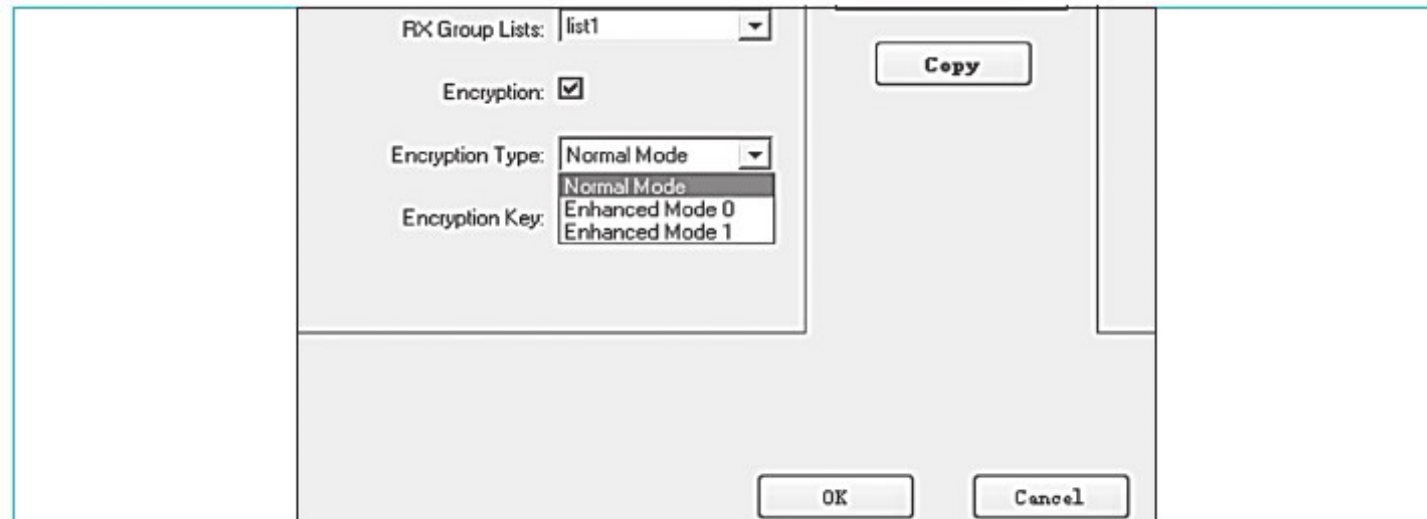 RX Group Lists: list1
Copy
Encryption:
Encryption Type: Normal Mode
Normal Mode
Enhanced Mode 0
Encryption Key:
Enhanced Mode 1
OK Cancel